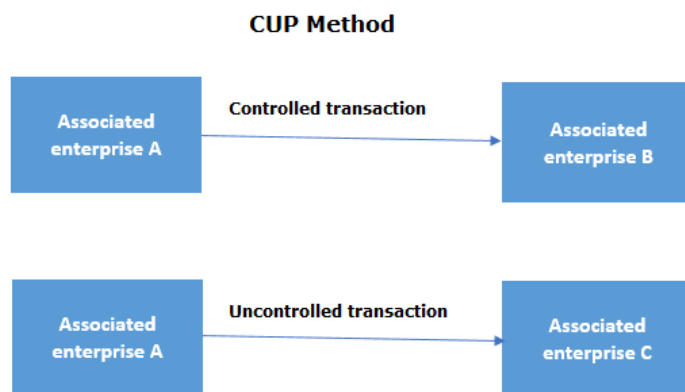 CUP Method
Controlled transaction
Associated
enterprise A
Associated
enterprise B
Uncontrolled transaction
Associated
enterprise A
Associated
enterprise C